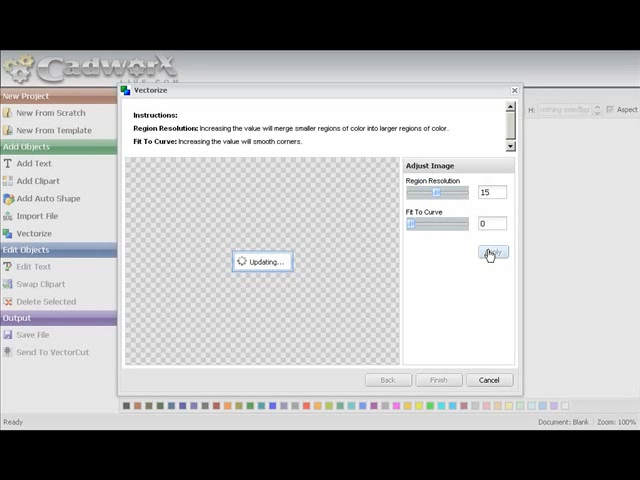 CadworX
LIVE.COM
Vectorize
New Project
New From Scratch
New From Template
Add Objects
Add Text
Add Clipart
Add Auto Shape
Import File
Vectorize
Edit Objects
Edit Text
Swap Clipart
Delete Selected
Output
Save File
Send To VectorCut
Instructions:
Region Resolution: Increasing the value will merge smaller regions of color into larger regions of color.
Fit To Curve: Increasing the value will smooth corners.
H:
Aspect
Adjust Image
Region Resolution
15
Fit To Curve
0
Updating...
Back
Finish
Cancel
Ready
Document: Blank
Zoom: 100%